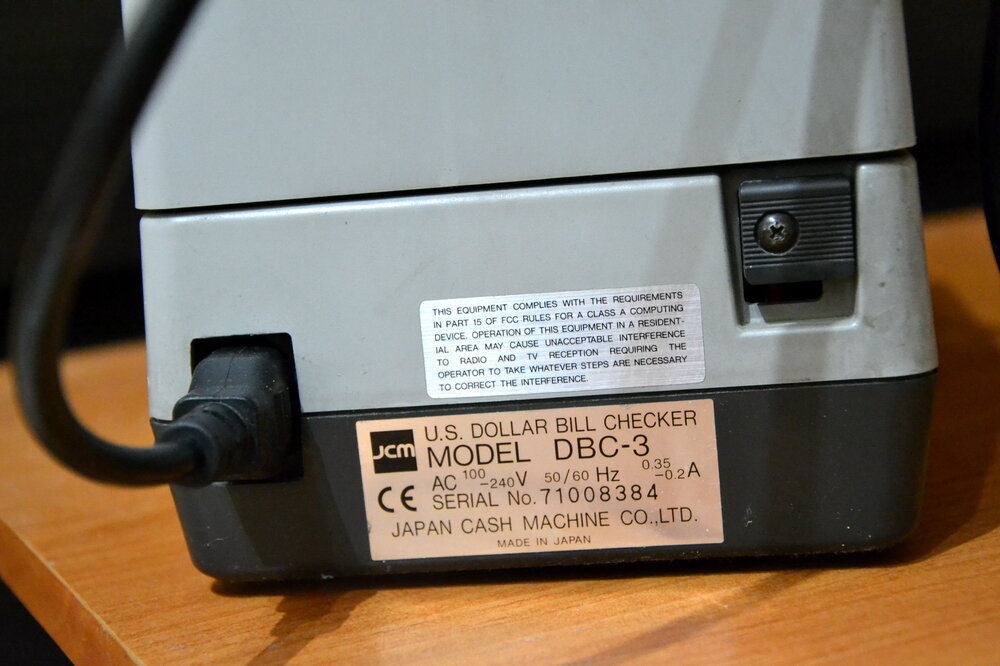 THIS EQUIPMENT COMPLIES WITH THE REQUIREMENTS
IN PART 15 OF FCC RULES FOR A CLASS A COMPUTING
DEVICE. OPERATION OF THIS EQUIPMENT IN A RESIDENT-
IAL AREA MAY CAUSE UNACCEPTABLE INTERFERENCE
TO RADIO AND TV RECEPTION REQUIRING THE
OPERATOR TO TAKE WHATEVER STEPS ARE NECESSARY
TO CORRECT THE INTERFERENCE.
JCM U.S. DOLLAR BILL CHECKER
MODEL DBC-3
AC 100-240V 50/60 Hz 0.35-0.2A
CE SERIAL No. 71008384
JAPAN CASH MACHINE CO.,LTD.
MADE IN JAPAN